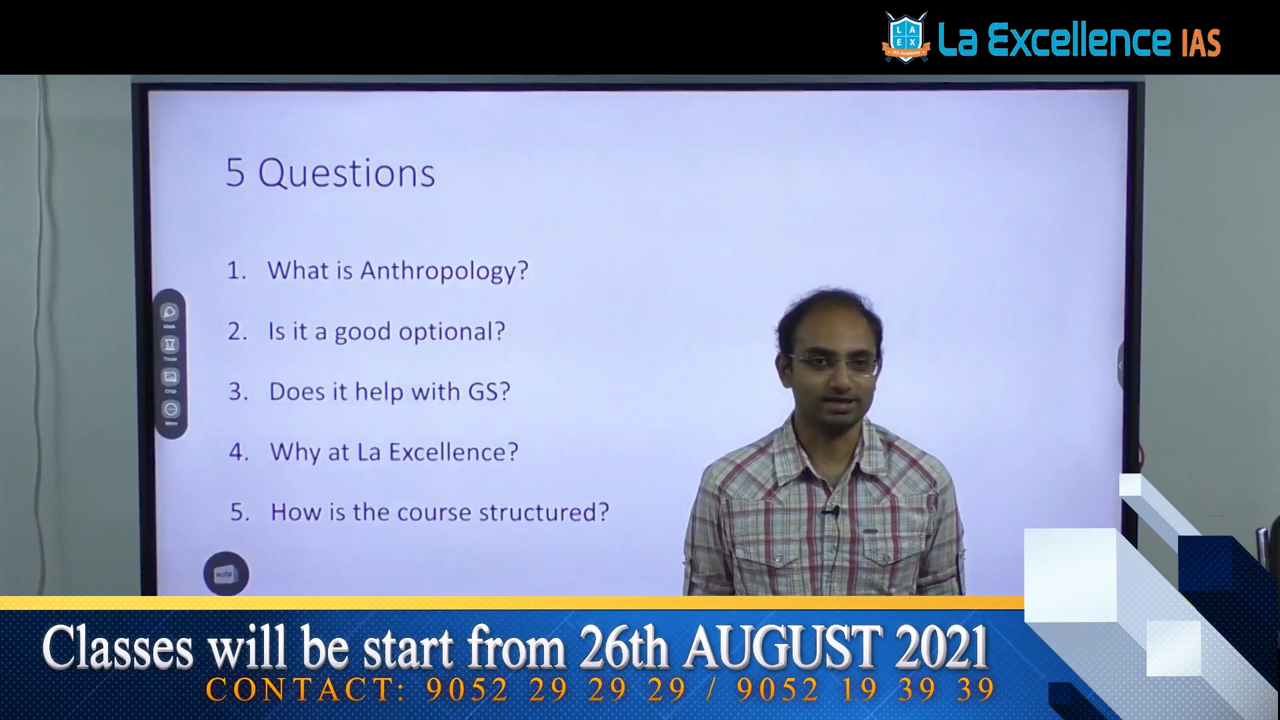 LA
EX
La Excellence IAS
5 Questions
1. What is Anthropology?
2. Is it a good optional?
3. Does it help with GS?
4. Why at La Excellence?
5. How is the course structured?
Classes will be start from 26th AUGUST 2021
CONTACT: 9052 29 29 29 / 9052 19 39 39